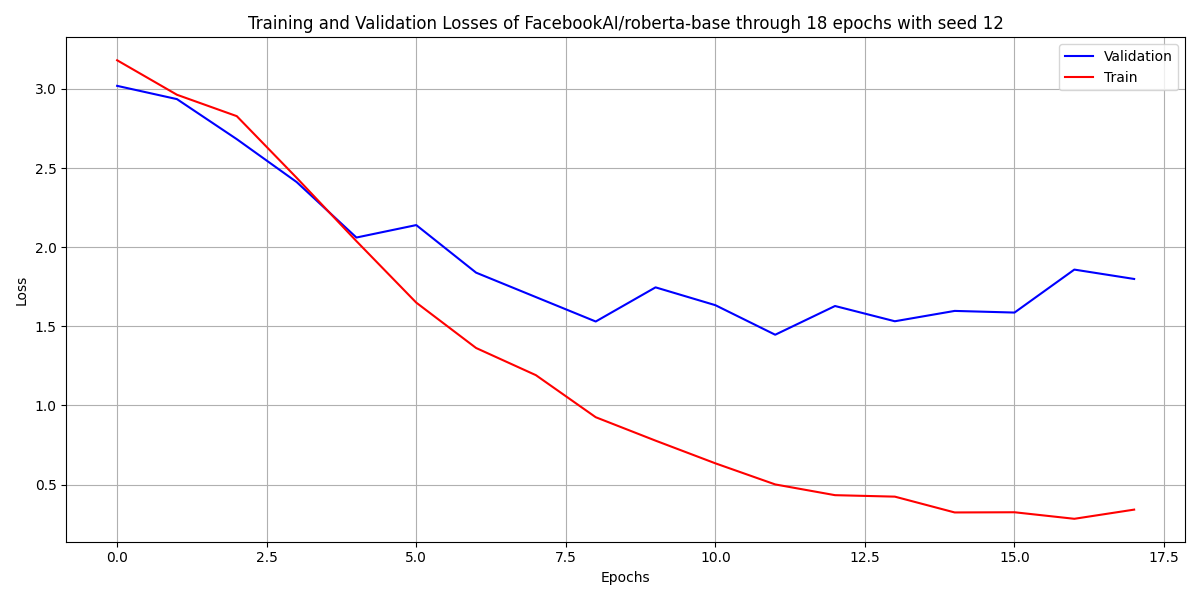 Training and Validation Losses of FacebookAI/roberta-base through 18 epochs with seed 12
Validation
Train
Loss
3.0
2.5
2.0
1.5
1.0
0.5
0.0 2.5 5.0 7.5 10.0 12.5 15.0 17.5
Epochs